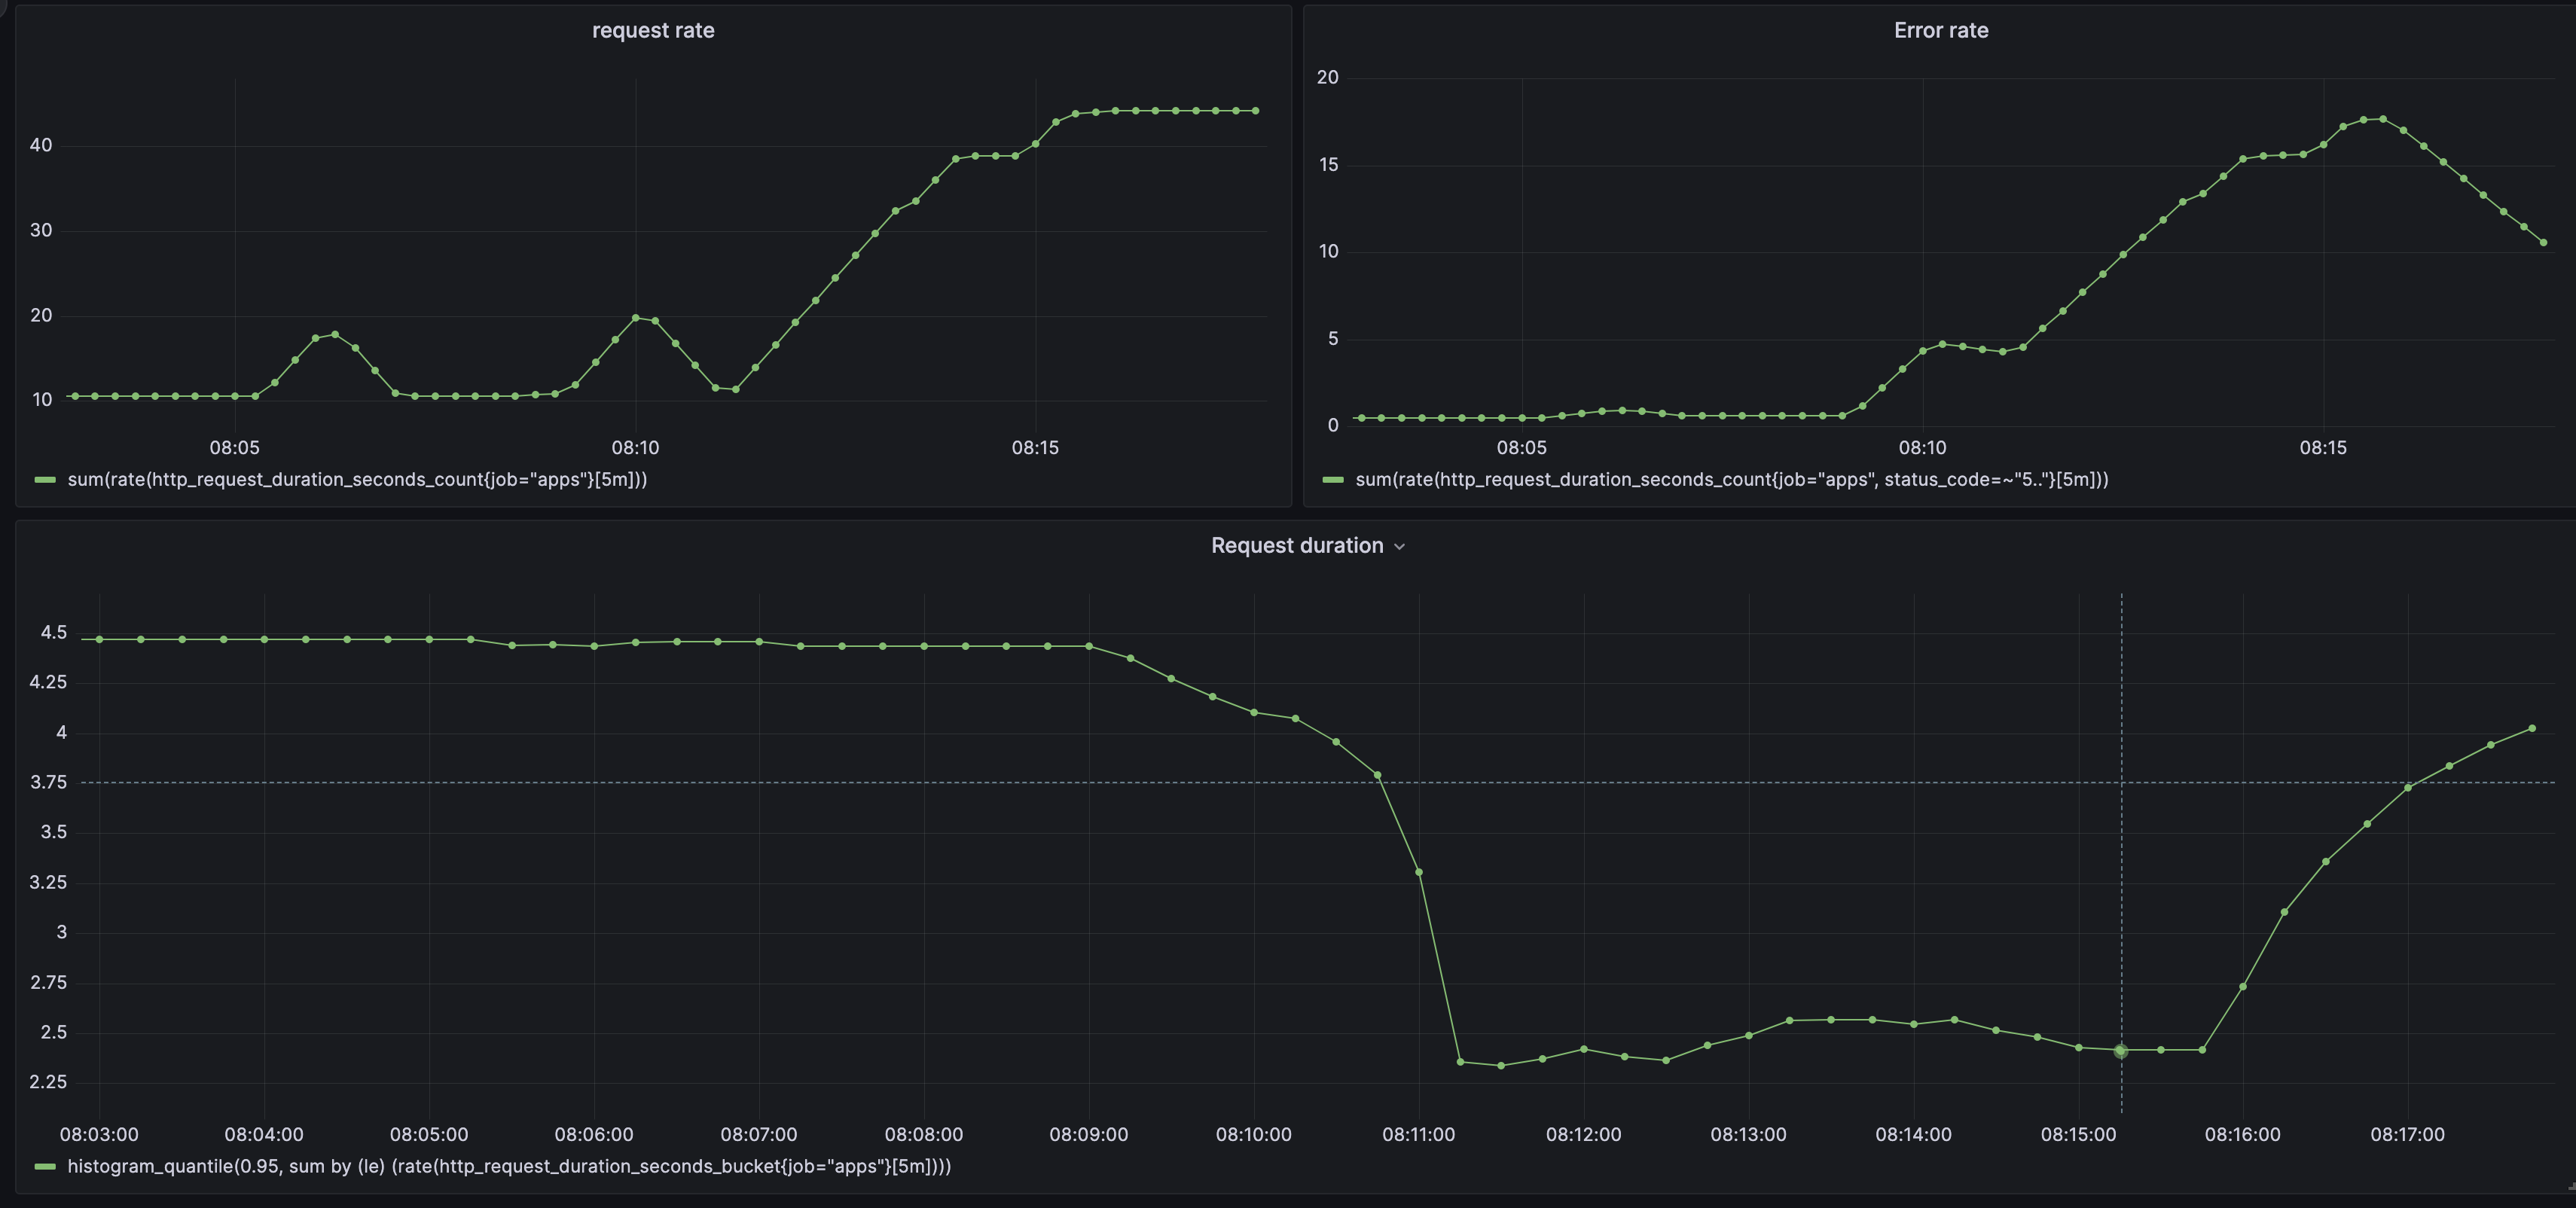 request rate
40
30
20
10
08:05 08:10 08:15
sum(rate(http_request_duration_seconds_count{job="apps"}[5m]))
Error rate
20
15
10
5
0
08:05 08:10 08:15
sum(rate(http_request_duration_seconds_count{job="apps", status_code=~"5.."}[5m]))
Request duration
4.5
4.25
4
3.75
3.5
3.25
3
2.75
2.5
2.25
08:03:00 08:04:00 08:05:00 08:06:00 08:07:00 08:08:00 08:09:00 08:10:00 08:11:00 08:12:00 08:13:00 08:14:00 08:15:00 08:16:00 08:17:00
histogram_quantile(0.95, sum by (le) (rate(http_request_duration_seconds_bucket{job="apps"}[5m])))